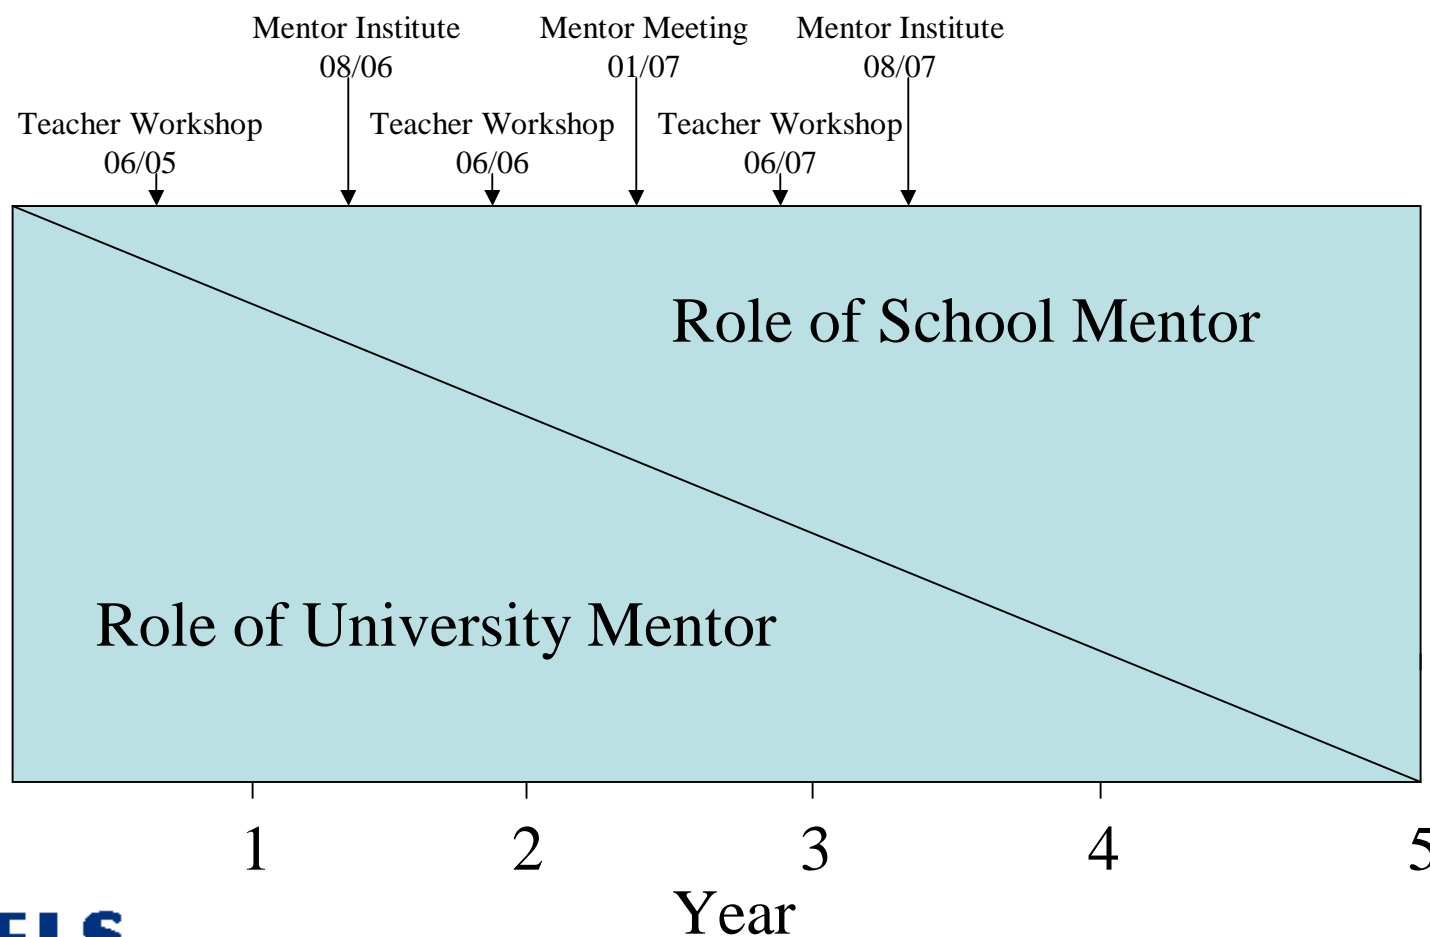 Mentor Institute
08/06
Mentor Meeting
01/07
Mentor Institute
08/07
Teacher Workshop
06/05
Teacher Workshop
06/06
Teacher Workshop
06/07
Role of School Mentor
Role of University Mentor
1 2 3 4 5
Year